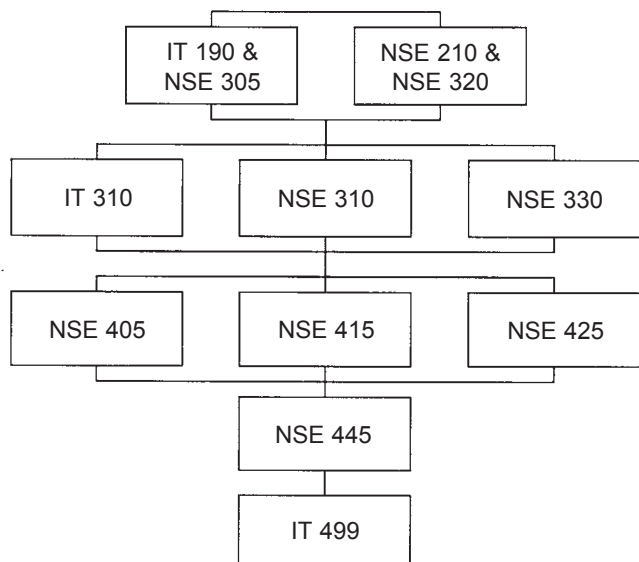 IT 190 &
NSE 305
NSE 210 &
NSE 320
IT 310
NSE 310
NSE 330
NSE 405
NSE 415
NSE 425
NSE 445
IT 499